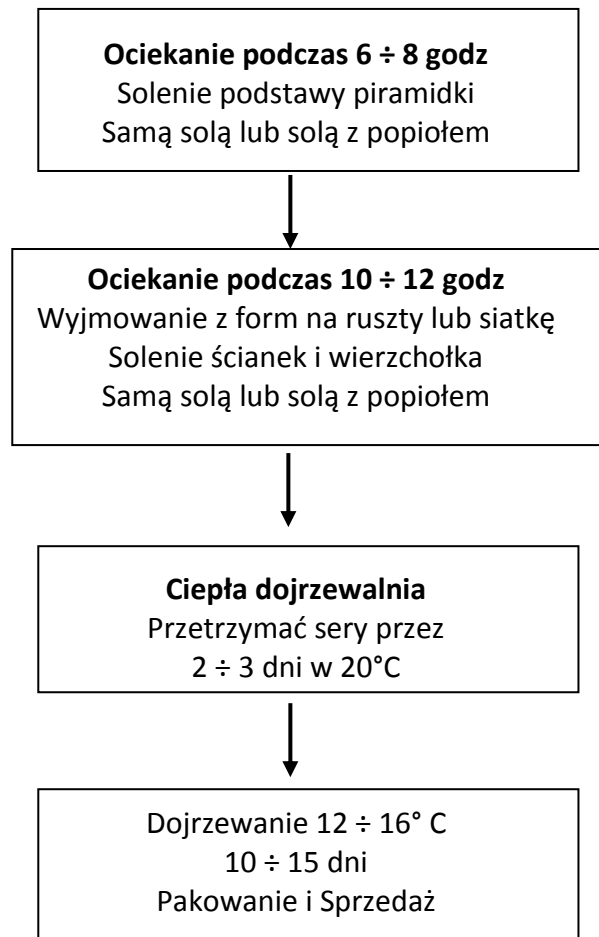 Ociekanie podczas 6 ÷ 8 godz
Solenie podstawy piramidki
Samą solą lub solą z popiołem
Ociekanie podczas 10 ÷ 12 godz
Wyjmowanie z form na ruszty lub siatkę
Solenie ścianek i wierzchołka
Samą solą lub solą z popiołem
Ciepła dojrzewalnia
Przetrzymać sery przez
2 ÷ 3 dni w 20°C
Dojrzewanie 12 ÷ 16° C
10 ÷ 15 dni
Pakowanie i Sprzedaż